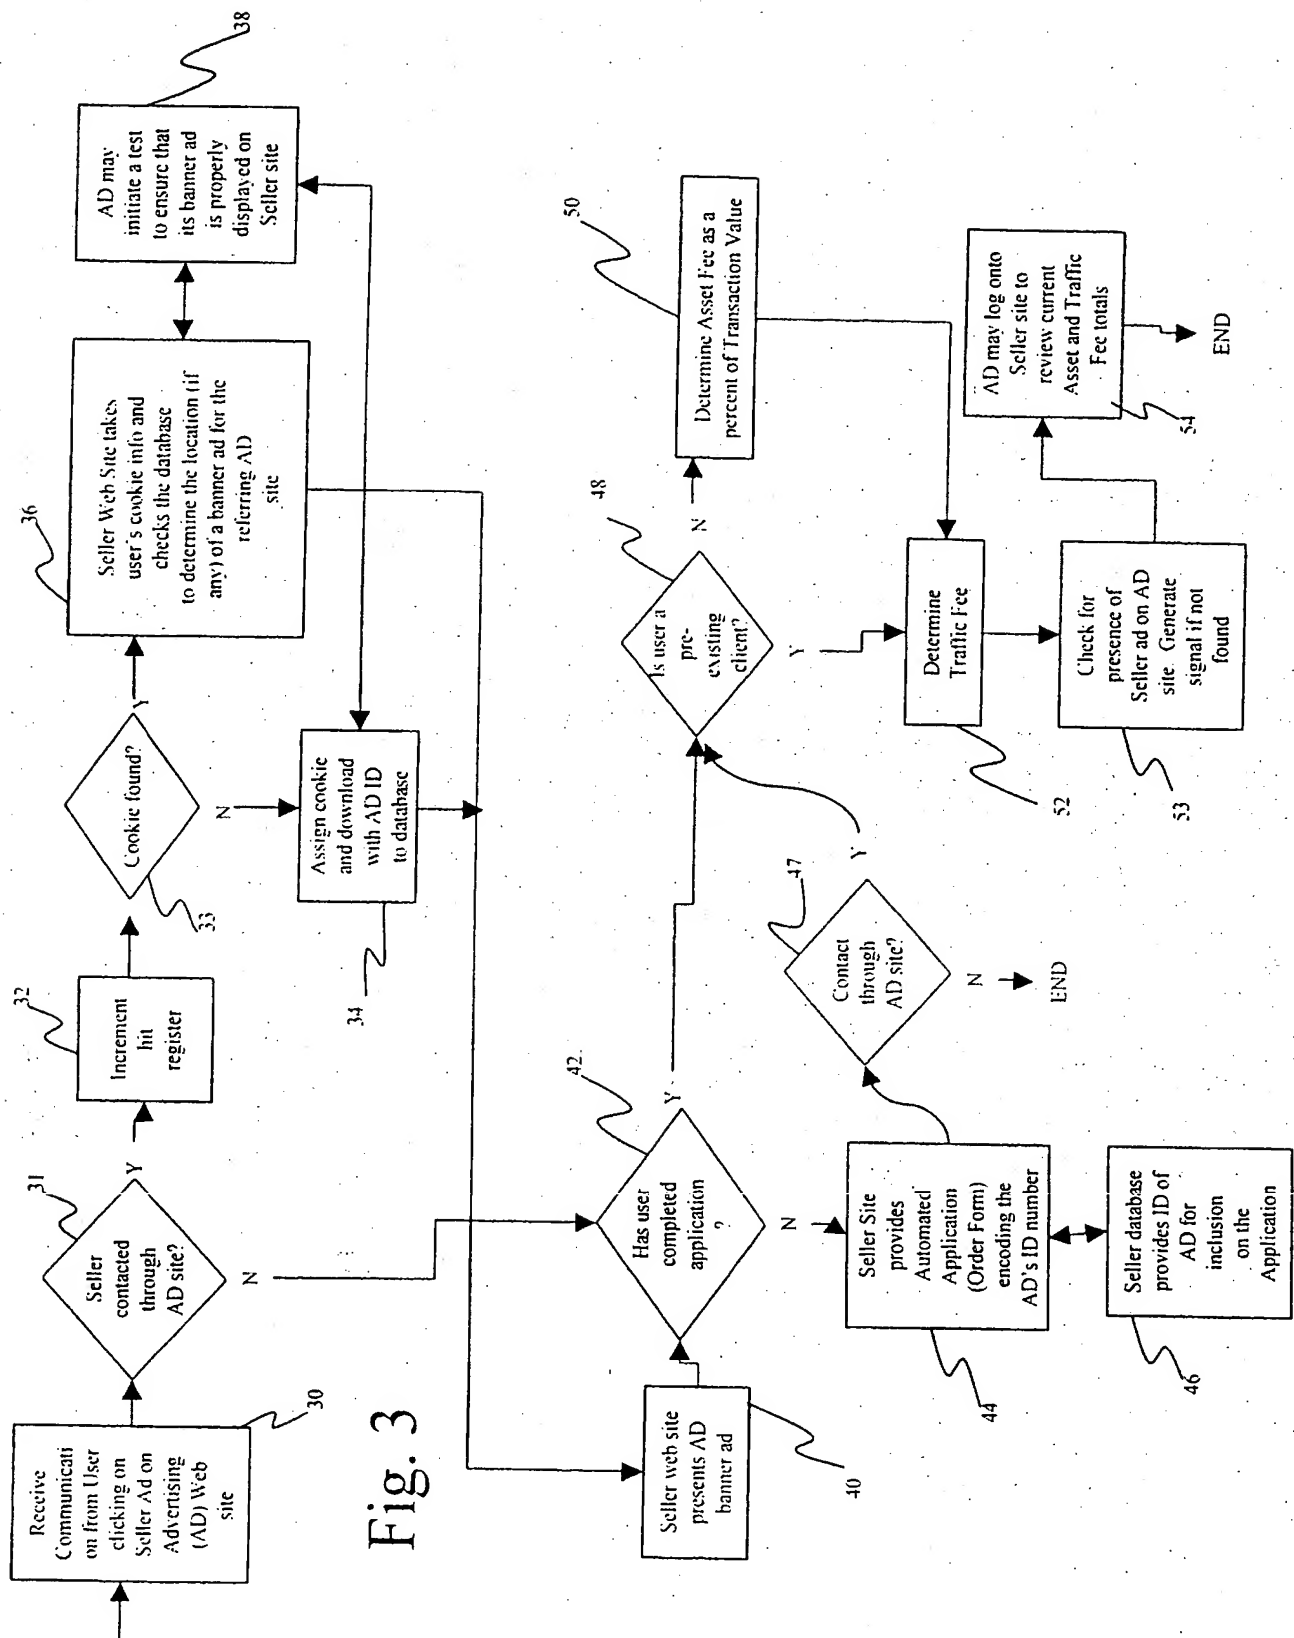 Receive
Communicati
on from User
clicking on
Seller Ad on
Advertising
(AD) Web
site
30
Seller
contacted
through
AD site?
31
Y
N
Increment
hit
register
32
Cookie found?
33
Y
N
Assign cookie
and download
with AD ID
to database
34
Seller Web Site takes
user's cookie info and
checks the database
to determine the location (if
any) of a banner ad for the
referring AD
site
36
AD may
initiate a test
to ensure that
its banner ad
is properly
displayed on
Seller site
38
Fig. 3
Seller web site
presents AD
banner ad
40
Has user
completed
application
?
42
Y
N
Seller Site
provides
Automated
Application
(Order Form)
encoding the
AD's ID number
44
Seller database
provides ID of
AD for
inclusion
on the
Application
46
Contact
through
AD site?
47
Y
N
END
Is user a
pre-
existing
client?
48
N
Y
Determine Asset Fee as a
percent of Transaction Value
50
Determine
Traffic Fee
52
Check for
presence of
Seller ad on AD
site. Generate
signal if not
found
53
AD may log onto
Seller site to
review current
Asset and Traffic
Fee totals
54
END